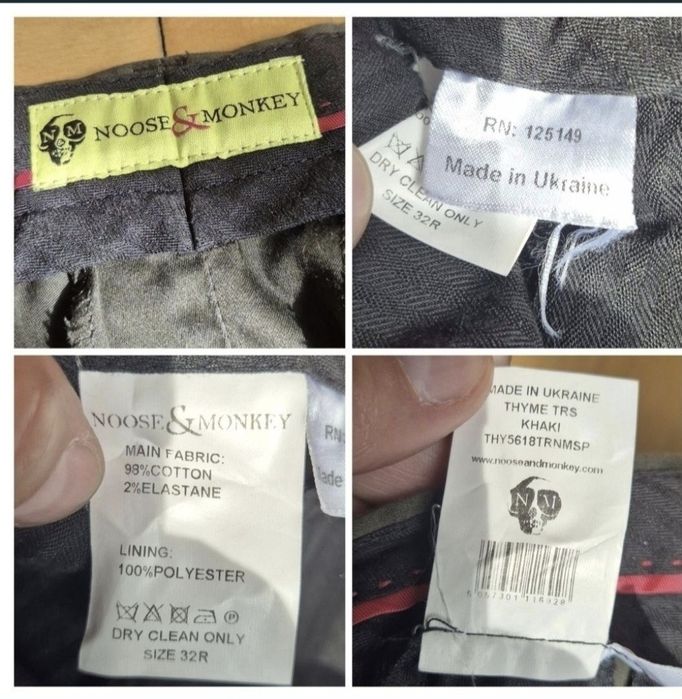 N M
NOOSE & MONKEY
RN: 125149
Made in Ukraine
DRY CLEAN ONLY
SIZE 32R
NOOSE & MONKEY
RN:
MAIN FABRIC:
98%COTTON
2%ELASTANE
LINING:
100%POLYESTER
P
DRY CLEAN ONLY
SIZE 32R
MADE IN UKRAINE
THYME TRS
KHAKI
THY5618TRNMSP
www.nooseandmonkey.com
N M